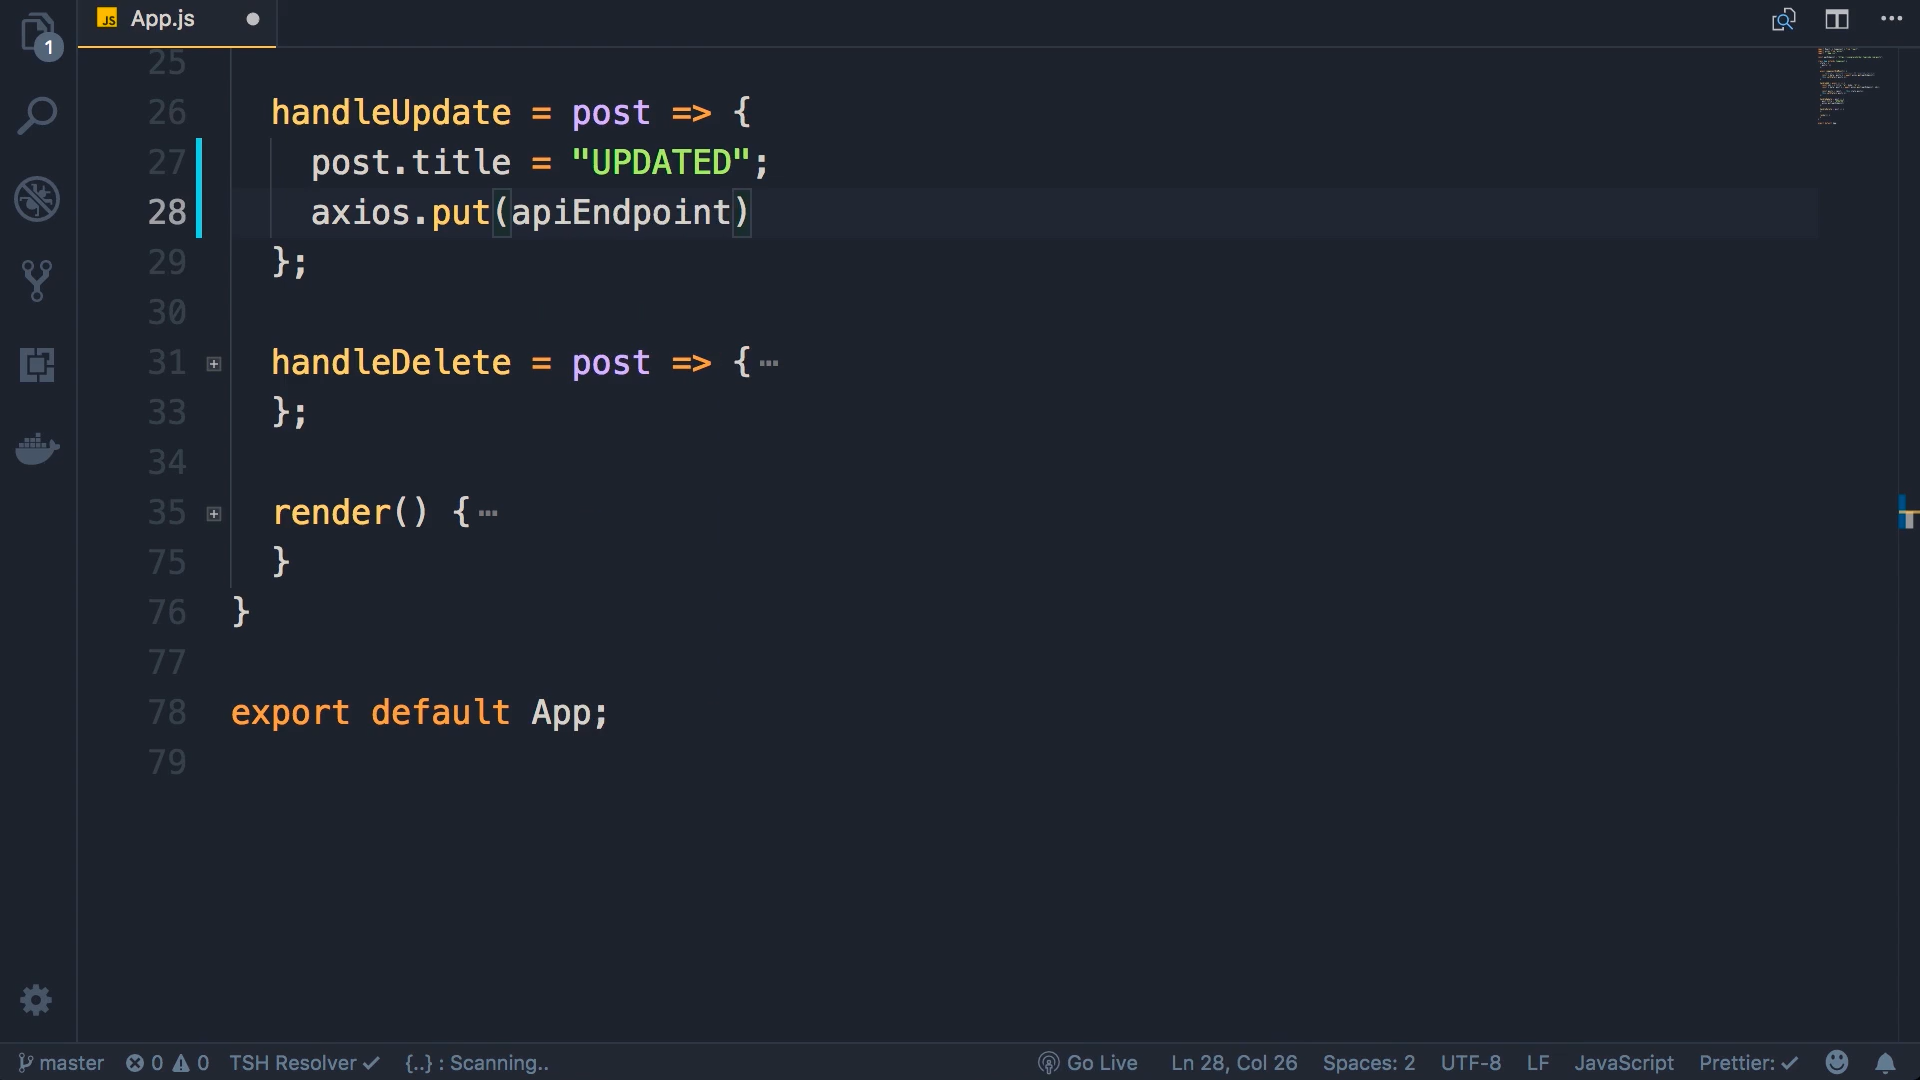 JS App.js
1
25
26 handleUpdate = post => {
27 post.title = "UPDATED";
28 axios.put(apiEndpoint)
29 };
30
31 handleDelete = post => {
33 };
34
35 render() {
75 }
76 }
77
78 export default App;
79
master 0 0 TSH Resolver {..} : Scanning.. Go Live Ln 28, Col 26 Spaces: 2 UTF-8 LF JavaScript Prettier: